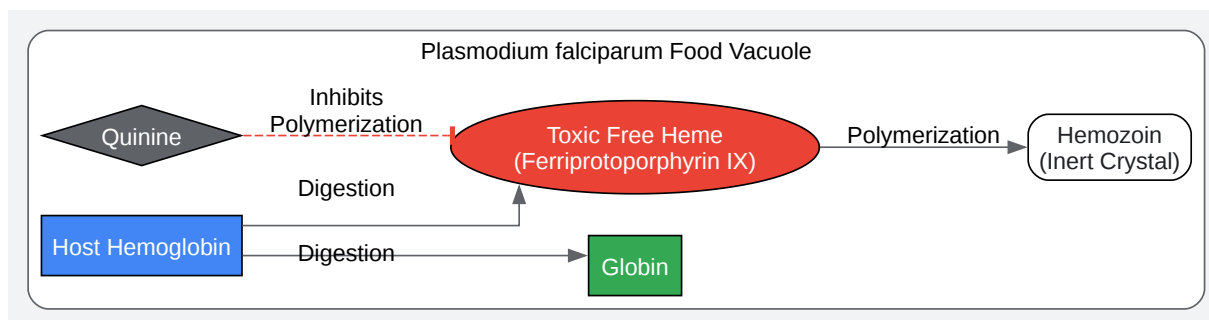 Plasmodium falciparum Food Vacuole
Inhibits
Polymerization
Quinine
Toxic Free Heme
(Ferriprotoporphyrin IX)
Polymerization
Hemozoin
(Inert Crystal)
Digestion
Host Hemoglobin
Digestion
Globin